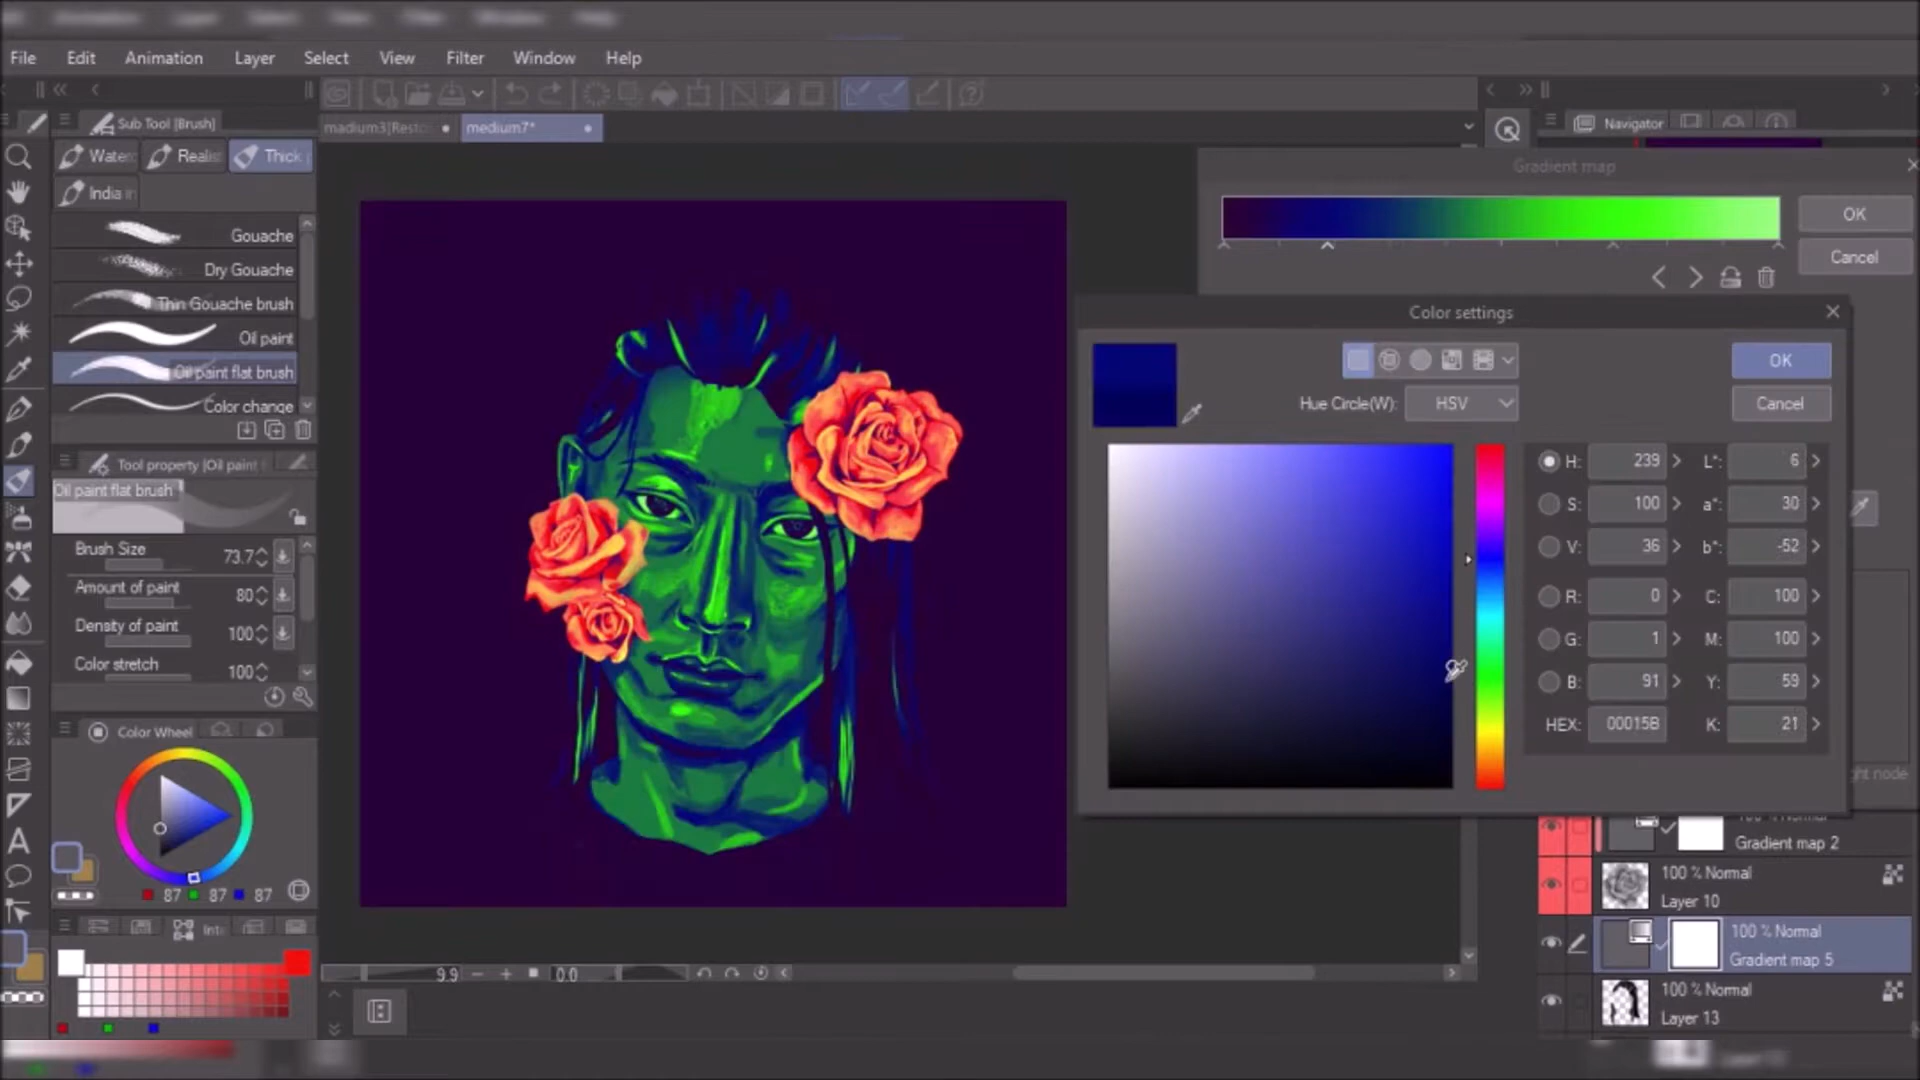 File Edit Animation Layer Select View Filter Window Help
Sub Tool [Brush]
Thick
India in
Gouache
Dry Gouache
Thin Gouache brush
Oil paint
Oil paint flat brush
Color change
Tool property [Oil paint
Oil paint flat brush
Brush Size 73.7
Amount of paint 80
Density of paint 100
Color stretch 100
Color Wheel
87 87 87
medium7*
9.9 0.0
Navigator
Gradient map
OK
Cancel
Color settings
OK
Hue Circle(W): HSV
Cancel
H: 239 L*: 6
S: 100 a*: 30
V: 36 b*: -52
R: 0 C: 100
G: 1 M: 100
B: 91 Y: 59
HEX: 00015B K: 21
Gradient map 2
100 % Normal
Layer 10
100 % Normal
Gradient map 5
100 % Normal
Layer 13